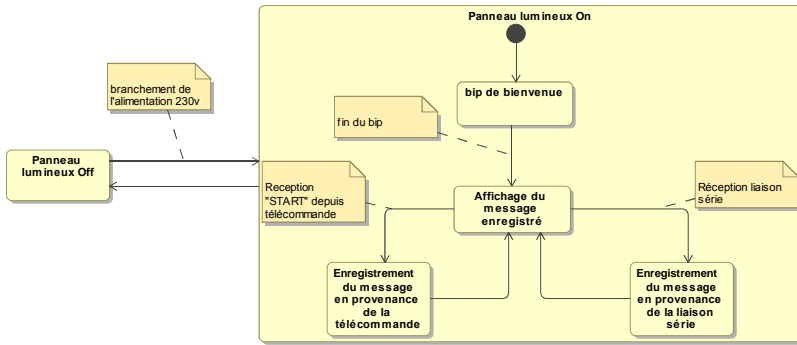 Panneau lumineux On
branchement de
l'alimentation 230v
bip de bienvenue
fin du bip
Panneau
lumineux Off
Reception
"START" depuis
télécommande
Affichage du
message
enregistré
Réception liaison
série
Enregistrement
du message
en provenance
de la
télécommande
Enregistrement
du message
en provenance
de la liaison
série